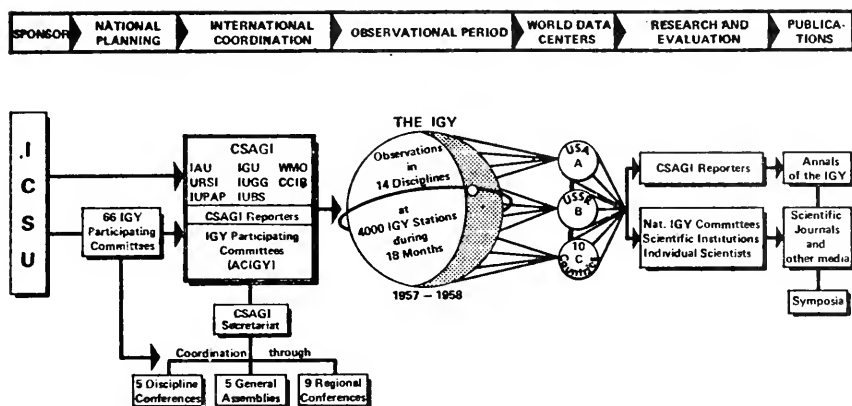 SPONSOR
NATIONAL
PLANNING
INTERNATIONAL
COORDINATION
OBSERVATIONAL PERIOD
WORLD DATA
CENTERS
RESEARCH AND
EVALUATION
PUBLICA-
TIONS
I
C
S
U
66 IGY
Participating
Committees
CSAGI
IAU IGU WMO
URSI IUGG CCIR
IUPAP IUBS
CSAGI Reporters
IGY Participating
Committees
(ACIGY)
CSAGI
Secretariat
Coordination through
5 Discipline
Conferences
5 General
Assemblies
9 Regional
Conferences
THE IGY
Observations
in
14 Disciplines
at
4000 IGY Stations
during
18 Months
1957 – 1958
USA
A
USSR
B
10
C
Countries
CSAGI Reporters
Nat. IGY Committees
Scientific Institutions
Individual Scientists
Annals
of the IGY
Scientific
Journals
and
other media
Symposia